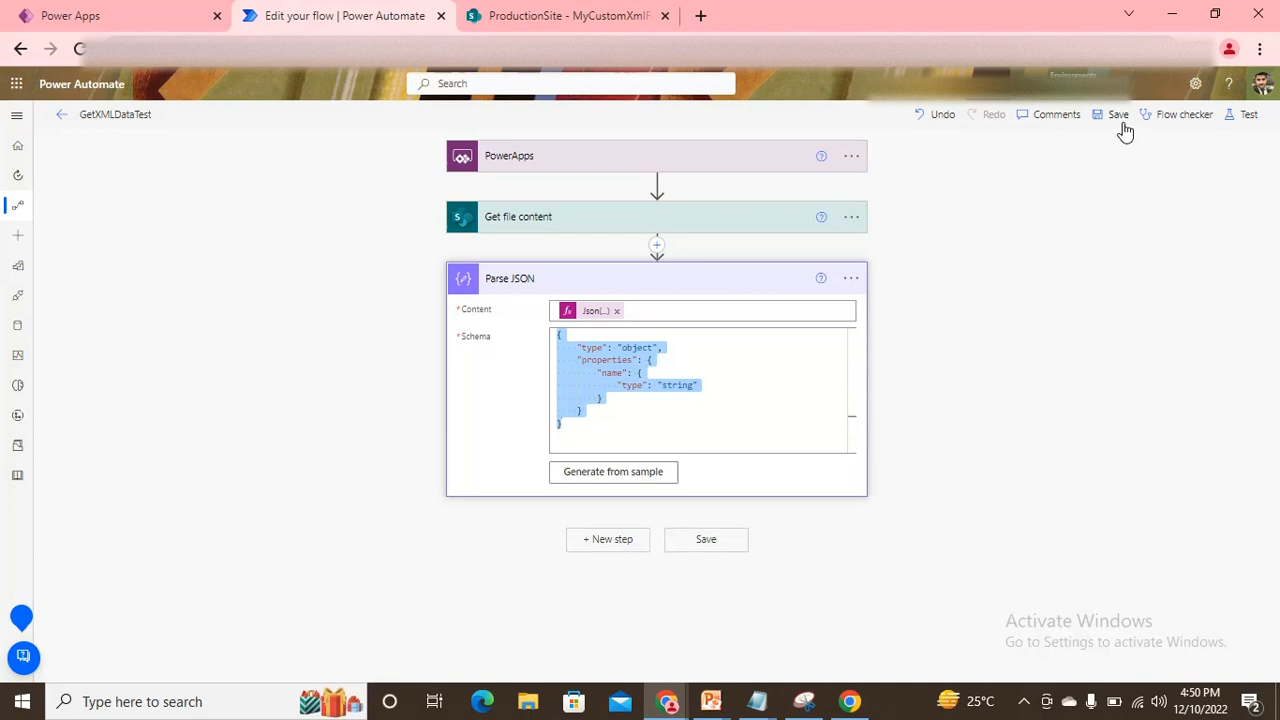 Power Apps
Edit your flow | Power Automate
ProductionSite - MyCustomXmlF
Power Automate
Search
Environments
GetXMLDataTest
Undo
Redo
Comments
Save
Flow checker
Test
PowerApps
Get file content
Parse JSON
*Content
Json(...) x
*Schema
{
"type": "object",
"properties": {
"name": {
"type": "string"
}
}
}
Generate from sample
+ New step
Save
Activate Windows
Go to Settings to activate Windows.
Type here to search
25°C
4:50 PM
12/10/2022
2